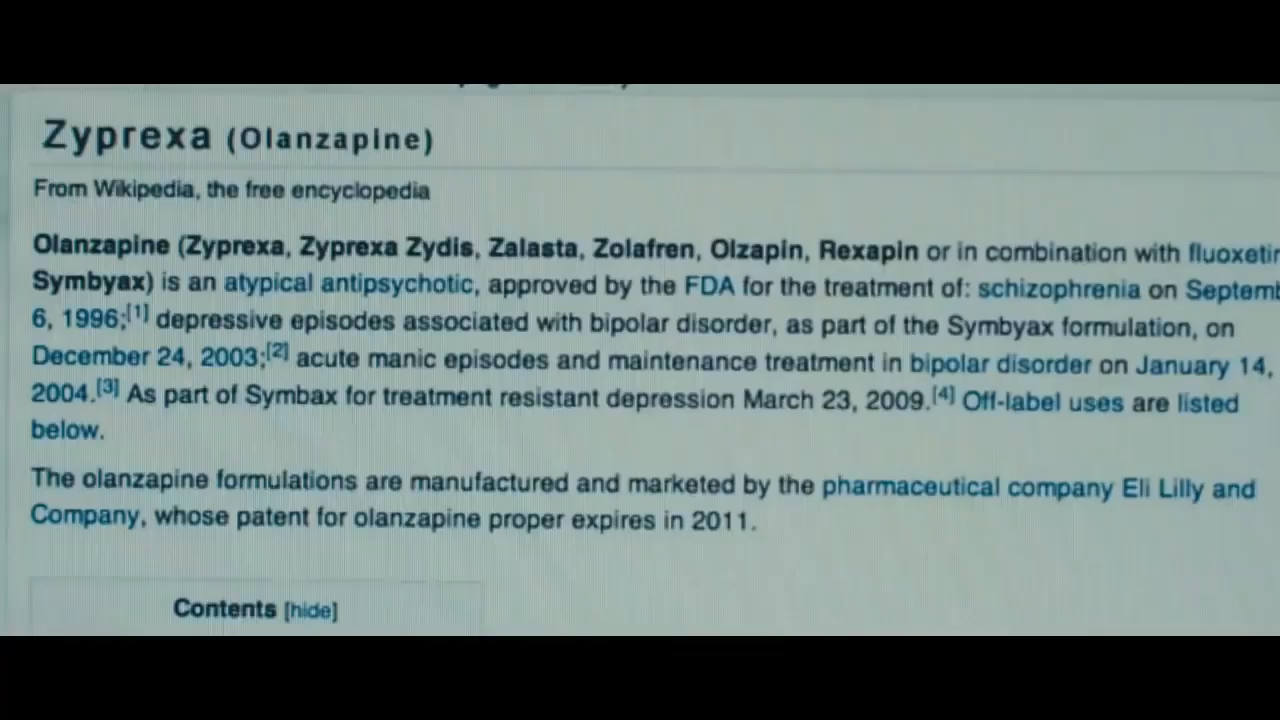 Zyprexa (Olanzapine)
From Wikipedia, the free encyclopedia
Olanzapine (Zyprexa, Zyprexa Zydis, Zalasta, Zolafren, Olzapin, Rexapin or in combination with fluoxetin
Symbyax) is an atypical antipsychotic, approved by the FDA for the treatment of: schizophrenia on Septemb
6, 1996;[1] depressive episodes associated with bipolar disorder, as part of the Symbyax formulation, on
December 24, 2003;[2] acute manic episodes and maintenance treatment in bipolar disorder on January 14,
2004.[3] As part of Symbax for treatment resistant depression March 23, 2009.[4] Off-label uses are listed
below.
The olanzapine formulations are manufactured and marketed by the pharmaceutical company Eli Lilly and
Company, whose patent for olanzapine proper expires in 2011.
Contents [hide]